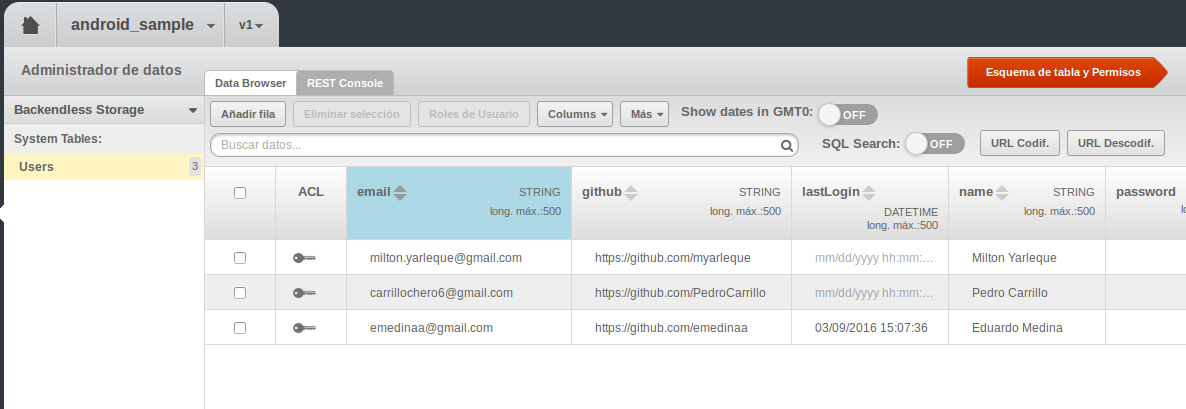 android_sample v1
Administrador de datos
Data Browser REST Console
Esquema de tabla y Permisos
Backendless Storage
System Tables:
Users 3
Añadir fila Eliminar selección Roles de Usuario Columns Más Show dates in GMT0: OFF
Buscar datos... SQL Search: OFF URL Codif. URL Descodif.
ACL email STRING github STRING lastLogin name STRING password
long. máx.:500 long. máx.:500 DATETIME long. máx.:500
long. máx.:500
milton.yarleque@gmail.com https://github.com/myarleque mm/dd/yyyy hh:mm:... Milton Yarleque
carrillochero6@gmail.com https://github.com/PedroCarrillo mm/dd/yyyy hh:mm:... Pedro Carrillo
emedinaa@gmail.com https://github.com/emedinaa 03/09/2016 15:07:36 Eduardo Medina